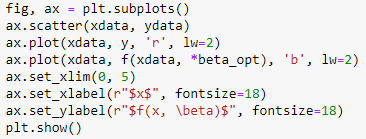 fig, ax = plt.subplots()
ax.scatter(xdata, ydata)
ax.plot(xdata, y, 'r', lw=2)
ax.plot(xdata, f(xdata, *beta_opt), 'b', lw=2)
ax.set_xlim(0, 5)
ax.set_xlabel(r"$x$", fontsize=18)
ax.set_ylabel(r"$f(x, \beta)$", fontsize=18)
plt.show()